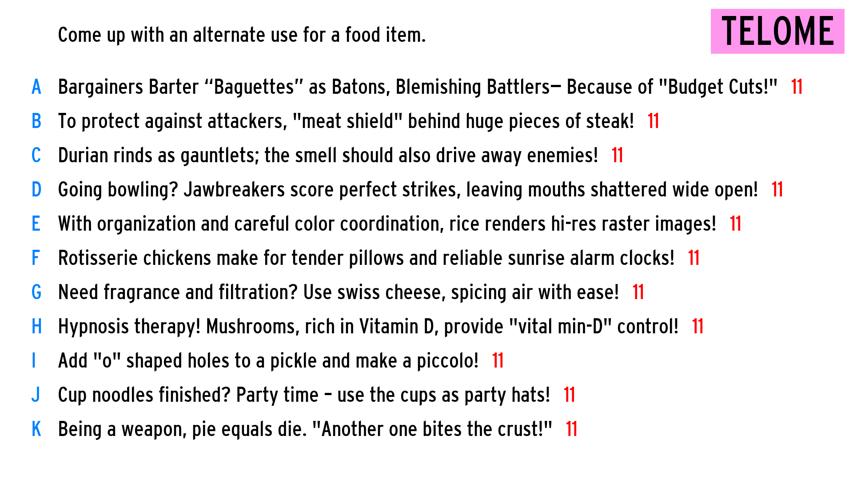 Come up with an alternate use for a food item.
TELOME
A Bargainers Barter “Baguettes” as Batons, Blemishing Battlers— Because of "Budget Cuts!" 11
B To protect against attackers, "meat shield" behind huge pieces of steak! 11
C Durian rinds as gauntlets; the smell should also drive away enemies! 11
D Going bowling? Jawbreakers score perfect strikes, leaving mouths shattered wide open! 11
E With organization and careful color coordination, rice renders hi-res raster images! 11
F Rotisserie chickens make for tender pillows and reliable sunrise alarm clocks! 11
G Need fragrance and filtration? Use swiss cheese, spicing air with ease! 11
H Hypnosis therapy! Mushrooms, rich in Vitamin D, provide "vital min-D" control! 11
I Add "o" shaped holes to a pickle and make a piccolo! 11
J Cup noodles finished? Party time – use the cups as party hats! 11
K Being a weapon, pie equals die. "Another one bites the crust!" 11